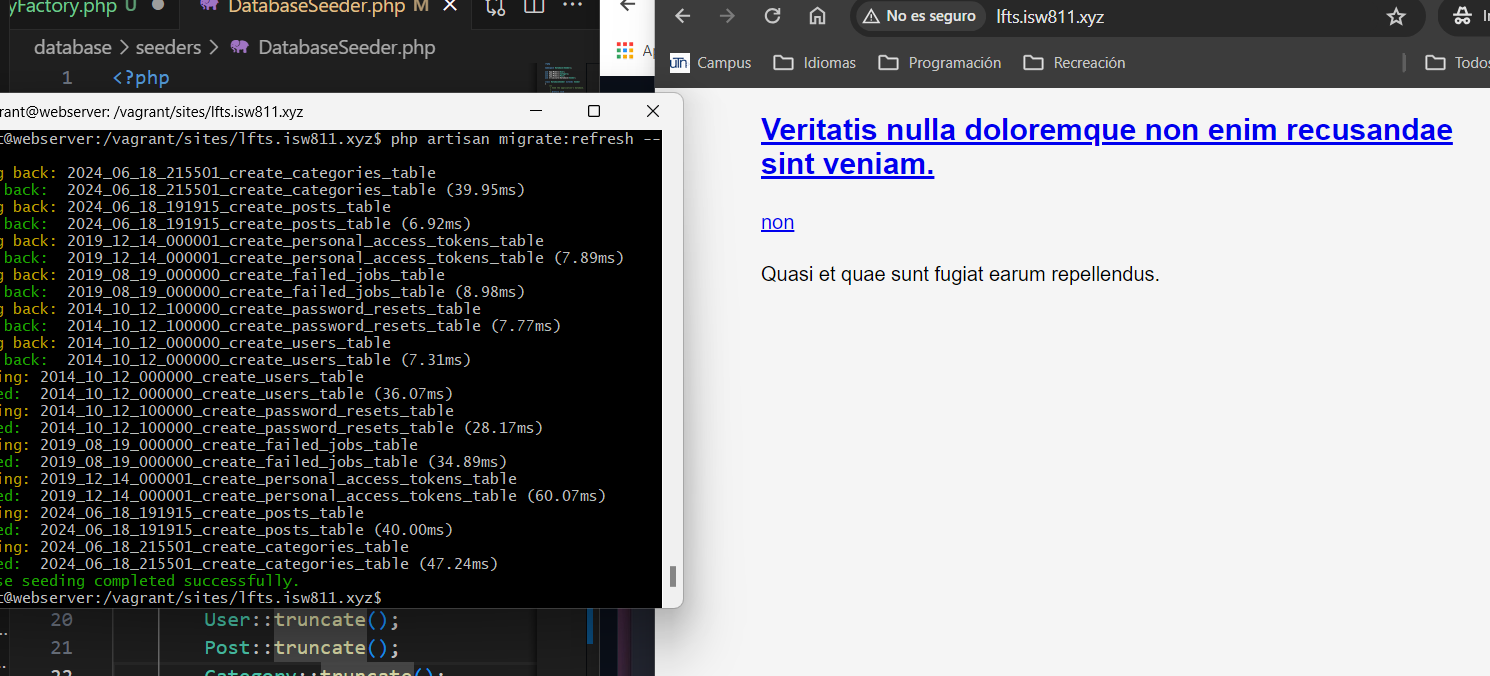 yFactory.php U
DatabaseSeeder.php M
database > seeders > DatabaseSeeder.php
1 <?php
rant@webserver: /vagrant/sites/lfts.isw811.xyz
t@webserver:/vagrant/sites/lfts.isw811.xyz$ php artisan migrate:refresh --
g back: 2024_06_18_215501_create_categories_table
back: 2024_06_18_215501_create_categories_table (39.95ms)
g back: 2024_06_18_191915_create_posts_table
back: 2024_06_18_191915_create_posts_table (6.92ms)
g back: 2019_12_14_000001_create_personal_access_tokens_table
back: 2019_12_14_000001_create_personal_access_tokens_table (7.89ms)
g back: 2019_08_19_000000_create_failed_jobs_table
back: 2019_08_19_000000_create_failed_jobs_table (8.98ms)
g back: 2014_10_12_100000_create_password_resets_table
back: 2014_10_12_100000_create_password_resets_table (7.77ms)
g back: 2014_10_12_000000_create_users_table
back: 2014_10_12_000000_create_users_table (7.31ms)
ing: 2014_10_12_000000_create_users_table
ed: 2014_10_12_000000_create_users_table (36.07ms)
ing: 2014_10_12_100000_create_password_resets_table
ed: 2014_10_12_100000_create_password_resets_table (28.17ms)
ing: 2019_08_19_000000_create_failed_jobs_table
ed: 2019_08_19_000000_create_failed_jobs_table (34.89ms)
ing: 2019_12_14_000001_create_personal_access_tokens_table
ed: 2019_12_14_000001_create_personal_access_tokens_table (60.07ms)
ing: 2024_06_18_191915_create_posts_table
ed: 2024_06_18_191915_create_posts_table (40.00ms)
ing: 2024_06_18_215501_create_categories_table
ed: 2024_06_18_215501_create_categories_table (47.24ms)
se seeding completed successfully.
t@webserver:/vagrant/sites/lfts.isw811.xyz$
20 User::truncate();
21 Post::truncate();
22 Category::truncate();
Ap
No es seguro
lfts.isw811.xyz
In
UTN
Campus
Idiomas
Programación
Recreación
Todos
Veritatis nulla doloremque non enim recusandae
sint veniam.
non
Quasi et quae sunt fugiat earum repellendus.